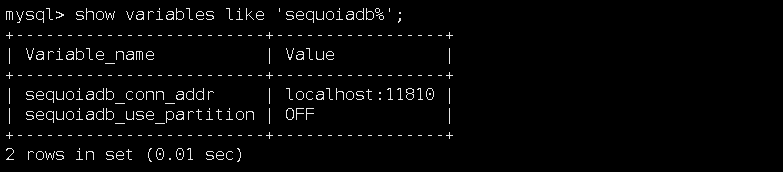 mysql> show variables like 'sequoiadb%';
+-------------------------+-----------------+
| Variable_name           | Value           |
+-------------------------+-----------------+
| sequoiadb_conn_addr     | localhost:11810 |
| sequoiadb_use_partition | OFF             |
+-------------------------+-----------------+
2 rows in set (0.01 sec)